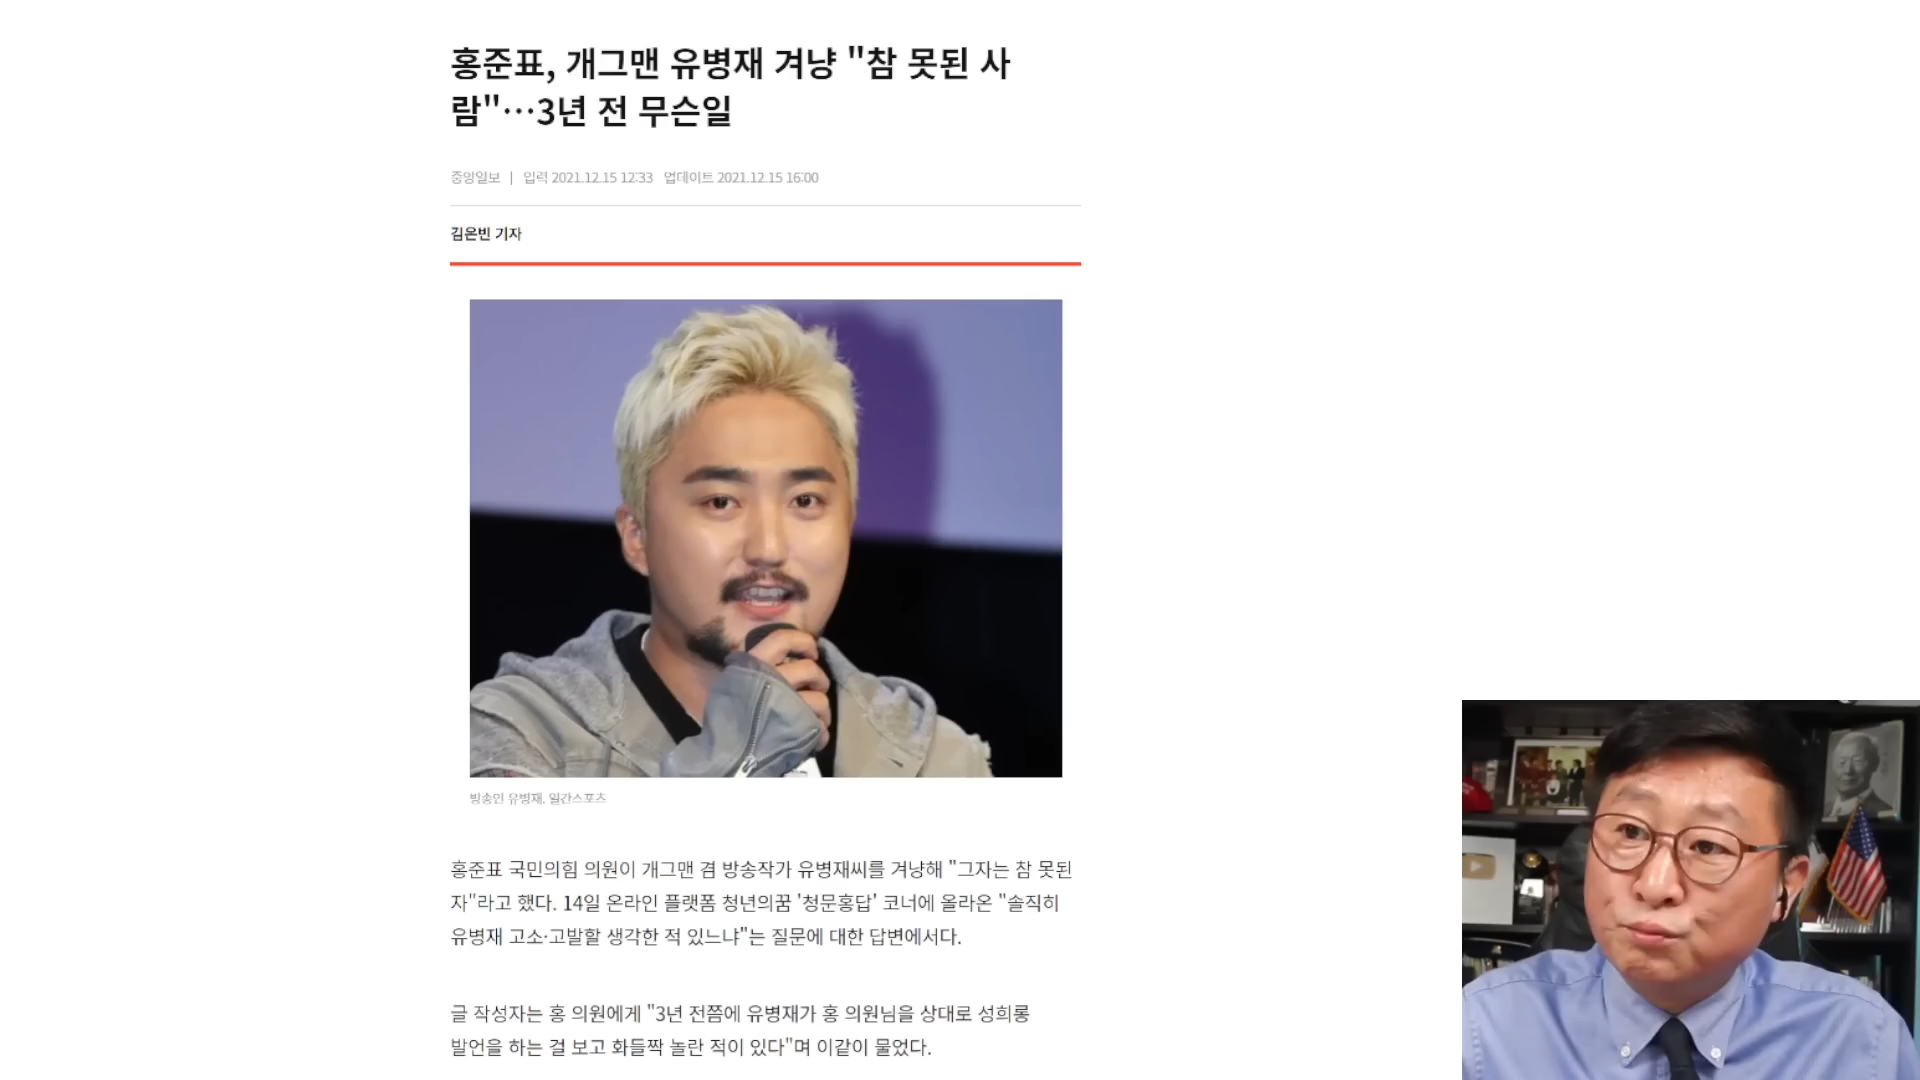 홍준표, 개그맨 유병재 겨냥 "참 못된 사
람"…3년 전 무슨일
중앙일보 | 입력 2021.12.15 12:33 업데이트 2021.12.15 16:00
김은빈 기자
방송인 유병재. 일간스포츠
홍준표 국민의힘 의원이 개그맨 겸 방송작가 유병재씨를 겨냥해 "그자는 참 못된
자"라고 했다. 14일 온라인 플랫폼 청년의꿈 '청문홍답' 코너에 올라온 "솔직히
유병재 고소·고발할 생각한 적 있느냐"는 질문에 대한 답변에서다.
글 작성자는 홍 의원에게 "3년 전쯤에 유병재가 홍 의원님을 상대로 성희롱
발언을 하는 걸 보고 화들짝 놀란 적이 있다"며 이같이 물었다.